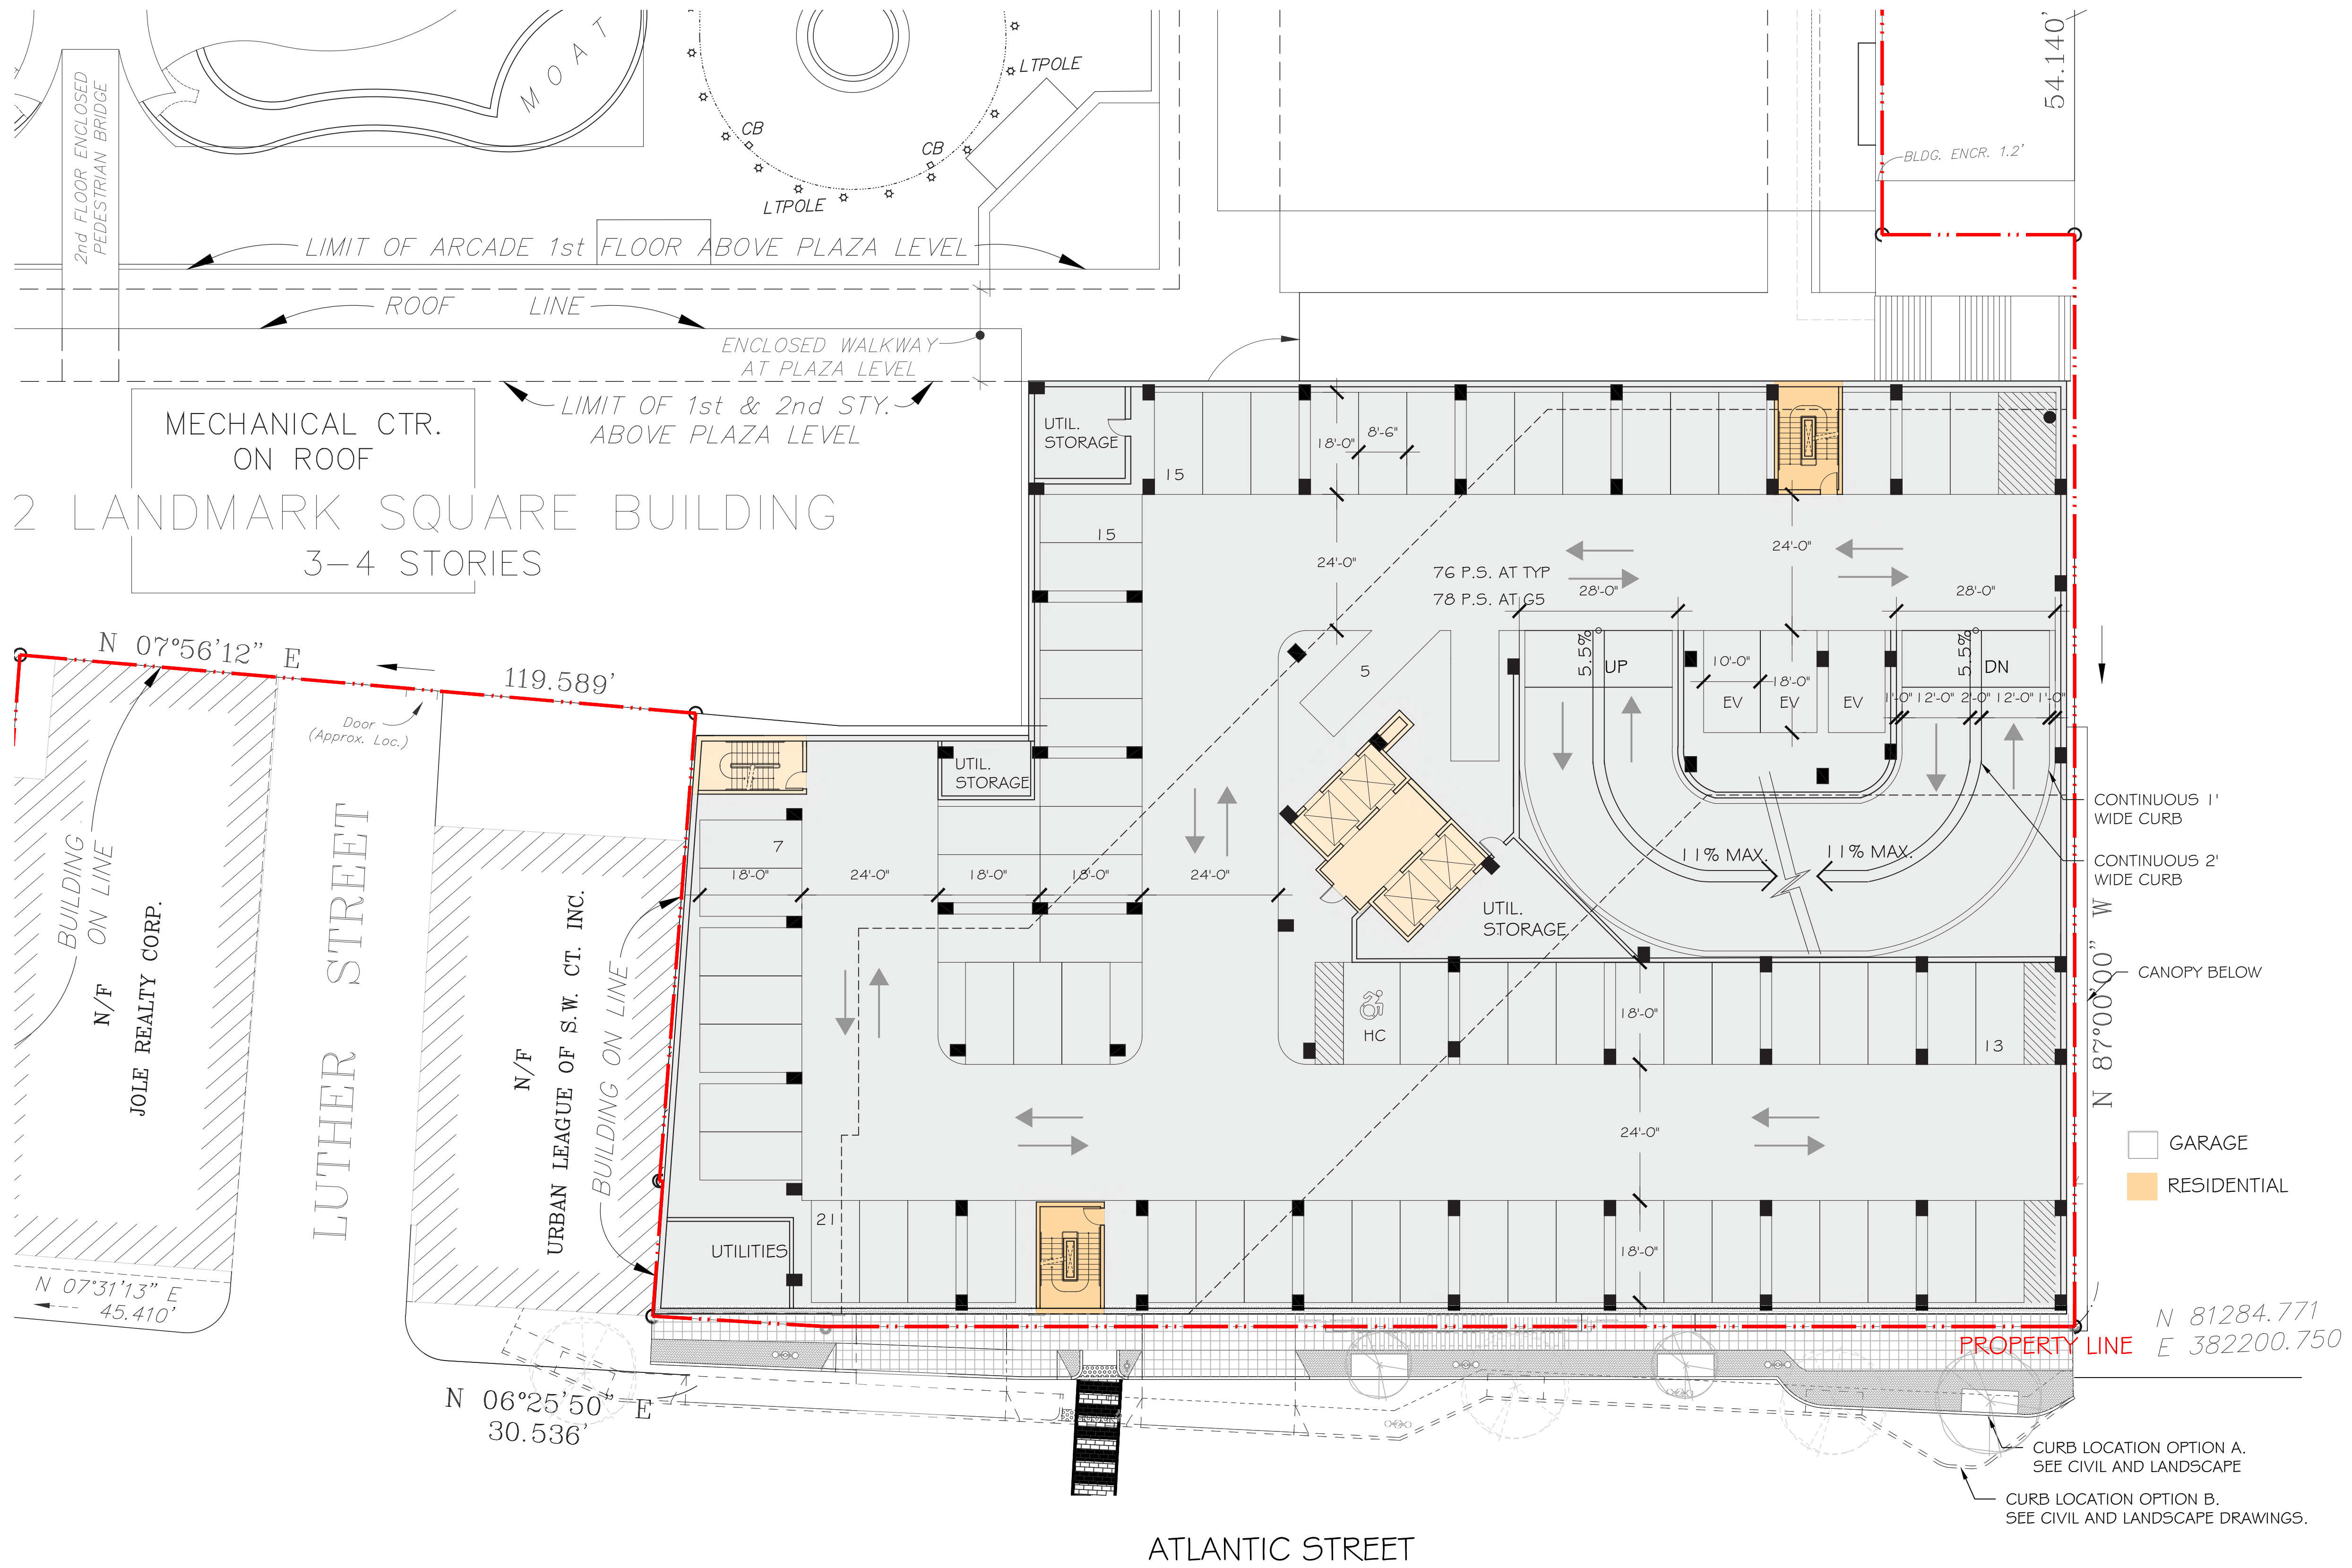 MOAT
LTPOLE
54.140'
2nd FLOOR ENCLOSED
PEDESTRIAN BRIDGE
CB
CB
BLDG. ENCR. 1.2'
LTPOLE
LIMIT OF ARCADE 1st FLOOR ABOVE PLAZA LEVEL
ROOF LINE
ENCLOSED WALKWAY
AT PLAZA LEVEL
LIMIT OF 1st & 2nd STY.
ABOVE PLAZA LEVEL
MECHANICAL CTR.
ON ROOF
2 LANDMARK SQUARE BUILDING
3-4 STORIES
UTIL.
STORAGE
15
18'-0"
8'-6"
15
24'-0"
24'-0"
76 P.S. AT TYP
78 P.S. AT G5
28'-0"
28'-0"
N 07°56'12" E
119.589'
Door
(Approx. Loc.)
5
5.5%
UP
10'-0"
18'-0"
EV
EV
EV
5.5%
DN
1'-0"
12'-0"
2'-0"
12'-0"
1'-0"
UTIL.
STORAGE
CONTINUOUS 1'
WIDE CURB
CONTINUOUS 2'
WIDE CURB
7
18'-0"
24'-0"
18'-0"
18'-0"
24'-0"
11% MAX.
11% MAX.
UTIL.
STORAGE
BUILDING
ON LINE
N/F
JOLE REALTY CORP.
LUTHER STREET
N/F
URBAN LEAGUE OF S.W. CT. INC.
BUILDING ON LINE
CANOPY BELOW
N 87°00'00" W
HC
18'-0"
13
24'-0"
GARAGE
RESIDENTIAL
21
UTILITIES
18'-0"
N 07°31'13" E
45.410'
N 81284.771
E 382200.750
PROPERTY LINE
N 06°25'50" E
30.536'
CURB LOCATION OPTION A.
SEE CIVIL AND LANDSCAPE
CURB LOCATION OPTION B.
SEE CIVIL AND LANDSCAPE DRAWINGS.
ATLANTIC STREET